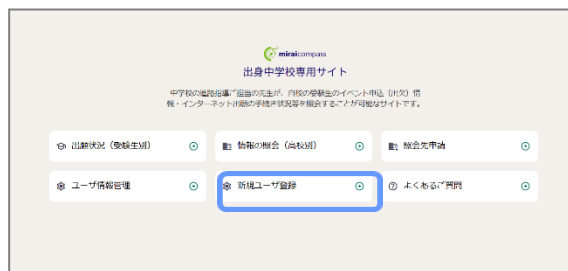 miraicompass
出身中学校専用サイト
中学校の進路指導ご担当の先生が、自校の受験生のイベント申込（出欠）情
報・インターネット出願の手続き状況等を照会することが可能なサイトです。
出願状況（受験生別）
情報の照会（高校別）
照会先申請
ユーザ情報管理
新規ユーザ登録
よくあるご質問